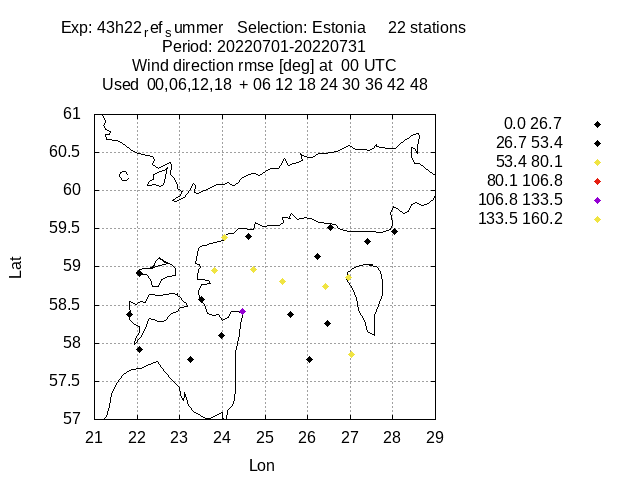 Exp: 43h22refsummer Selection: Estonia 22 stations
Period: 20220701-20220731
Wind direction rmse [deg] at 00 UTC
Used 00,06,12,18 + 06 12 18 24 30 36 42 48
0.0 26.7
26.7 53.4
53.4 80.1
80.1 106.8
106.8 133.5
133.5 160.2
61
60.5
60
59.5
59
58.5
58
57.5
57
Lat
21 22 23 24 25 26 27 28 29
Lon